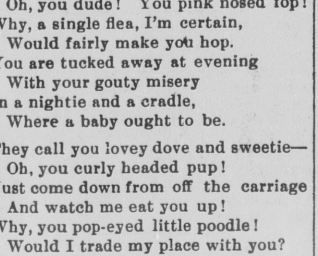 Oh, you dude! You pink nosed fop!
Why, a single flea, I'm certain,
Would fairly make you hop.
You are tucked away at evening
With your gouty misery
In a nightie and a cradle,
Where a baby ought to be.
They call you lovey dove and sweetie—
Oh, you curly headed pup!
Just come down from off the carriage
And watch me eat you up!
Why, you pop-eyed little poodle!
Would I trade my place with you?